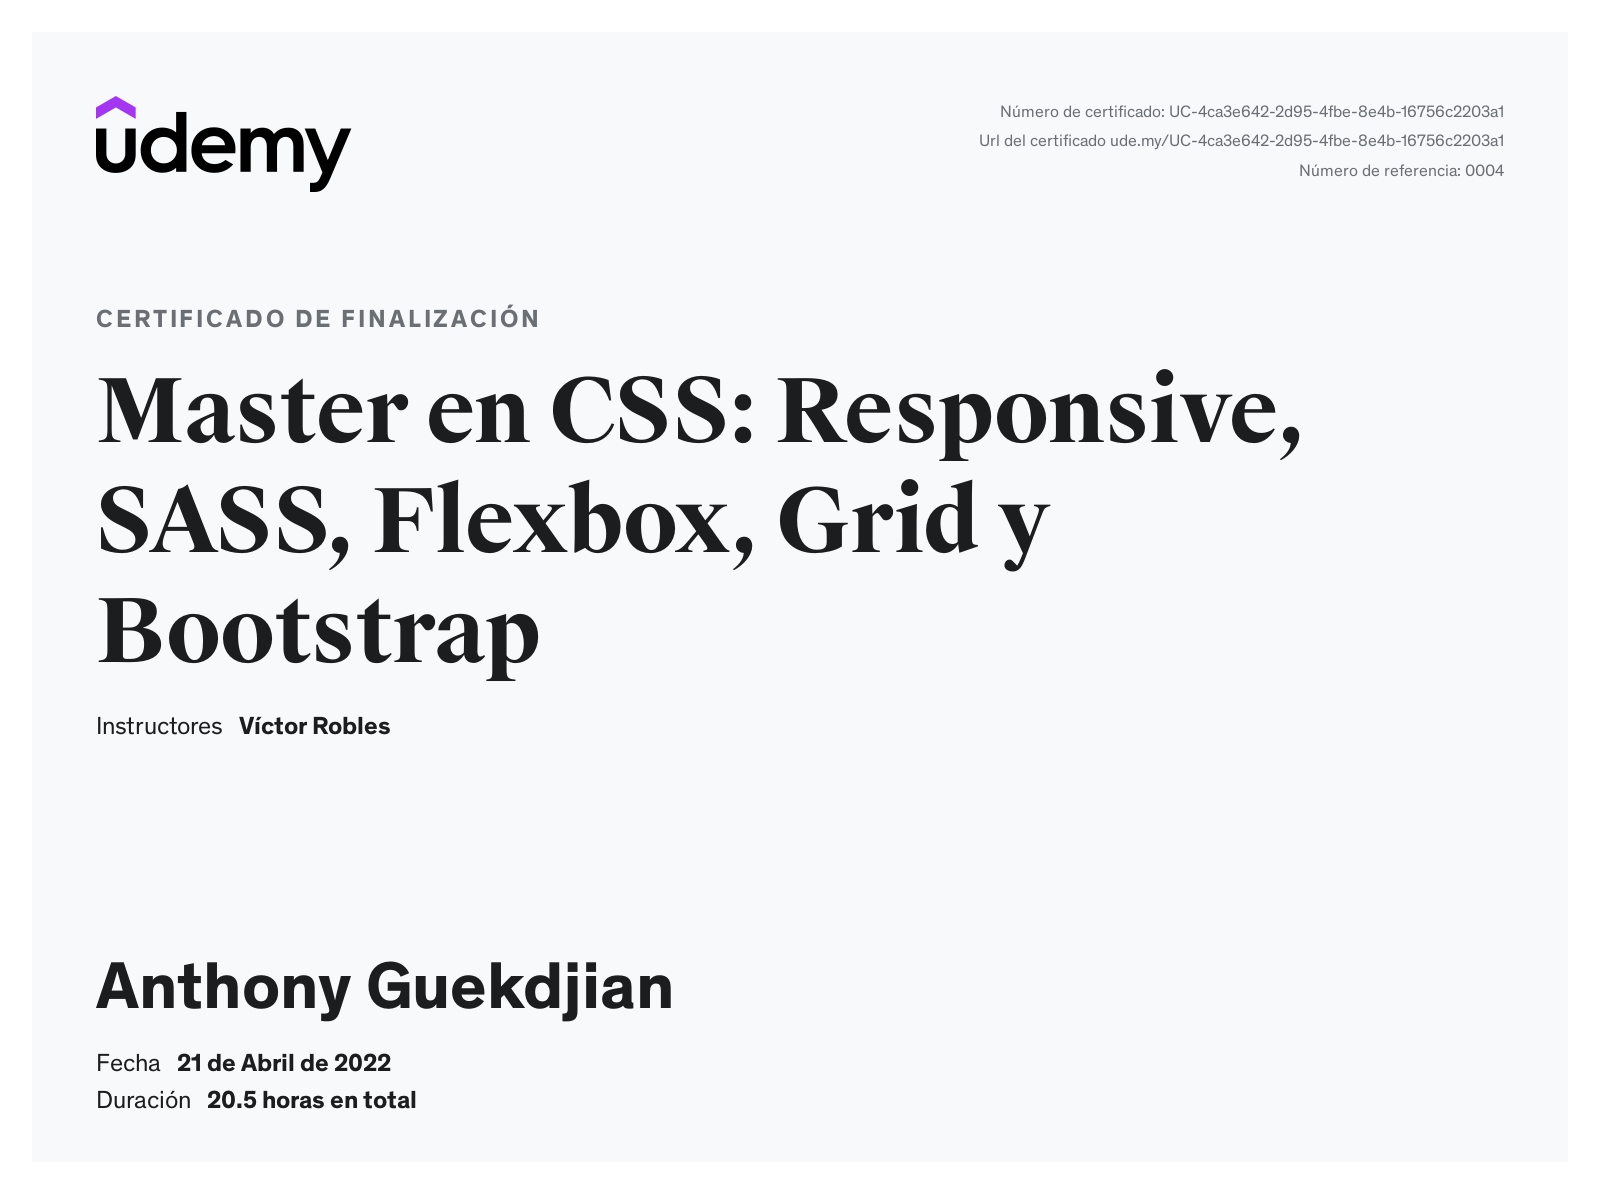 udemy
Número de certificado: UC-4ca3e642-2d95-4fbe-8e4b-16756c2203a1
Url del certificado ude.my/UC-4ca3e642-2d95-4fbe-8e4b-16756c2203a1
Número de referencia: 0004
CERTIFICADO DE FINALIZACIÓN
Master en CSS: Responsive,
SASS, Flexbox, Grid y
Bootstrap
Instructores Víctor Robles
Anthony Guekdjian
Fecha 21 de Abril de 2022
Duración 20.5 horas en total